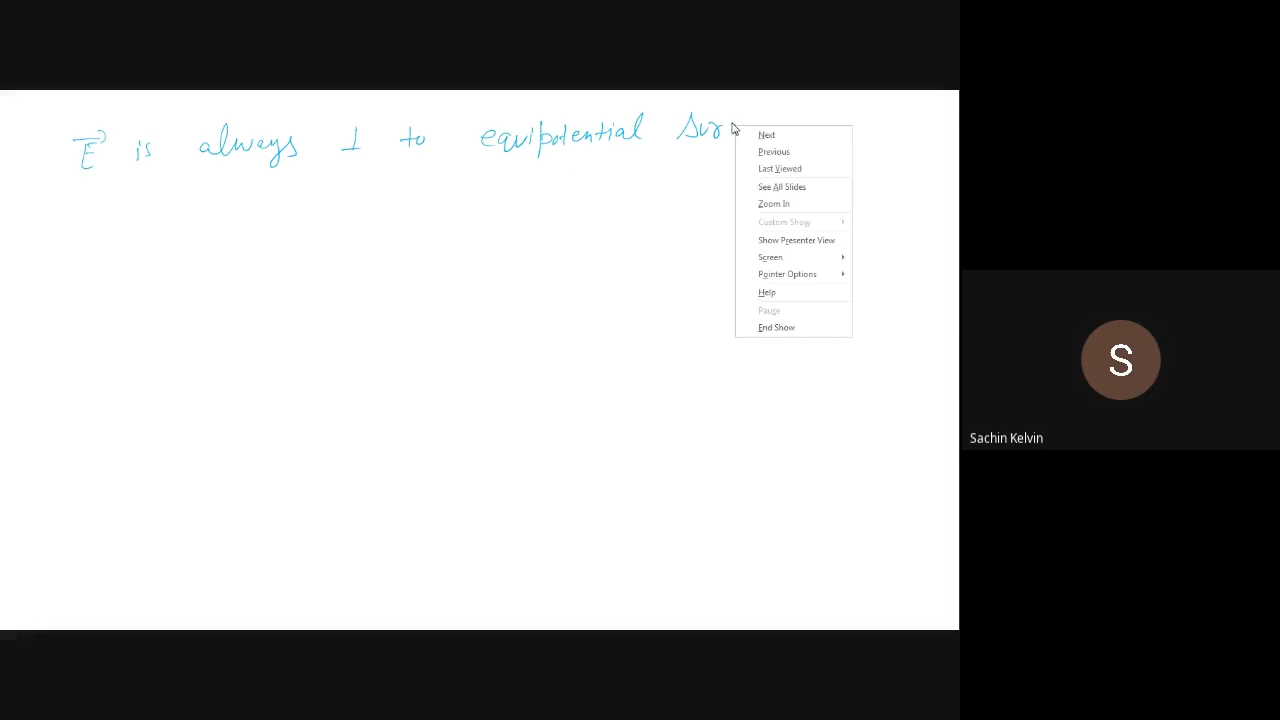 E⃗ is always ⊥ to equipotential Sur
Next
Previous
Last Viewed
See All Slides
Zoom In
Custom Show
Show Presenter View
Screen
Pointer Options
Help
Pause
End Show
S
Sachin Kelvin